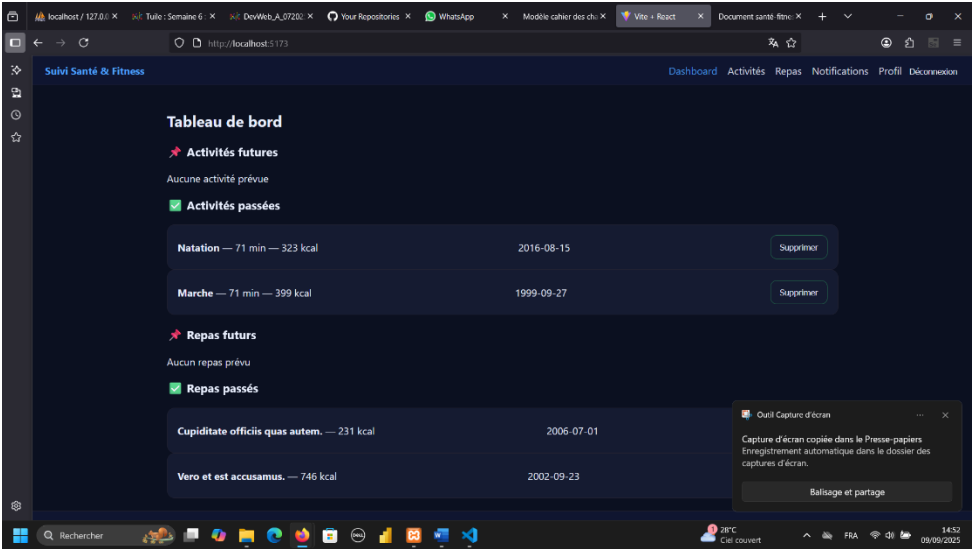 localhost / 127.0.0
Tuile : Semaine 6 :
DevWeb_A_07202
Your Repositories
WhatsApp
Modèle cahier des cha
Vite + React
Document santé-fitne
http://localhost:5173
Suivi Santé & Fitness
Dashboard Activités Repas Notifications Profil Déconnexion
Tableau de bord
Activités futures
Aucune activité prévue
Activités passées
Natation — 71 min — 323 kcal 2016-08-15 Supprimer
Marche — 71 min — 399 kcal 1999-09-27 Supprimer
Repas futurs
Aucun repas prévu
Repas passés
Cupiditate officiis quas autem. — 231 kcal 2006-07-01
Vero et est accusamus. — 746 kcal 2002-09-23
Outil Capture d'écran
Capture d'écran copiée dans le Presse-papiers
Enregistrement automatique dans le dossier des
captures d'écran.
Balisage et partage
Rechercher
1
28°C
Ciel couvert
FRA
14:52
09/09/2025